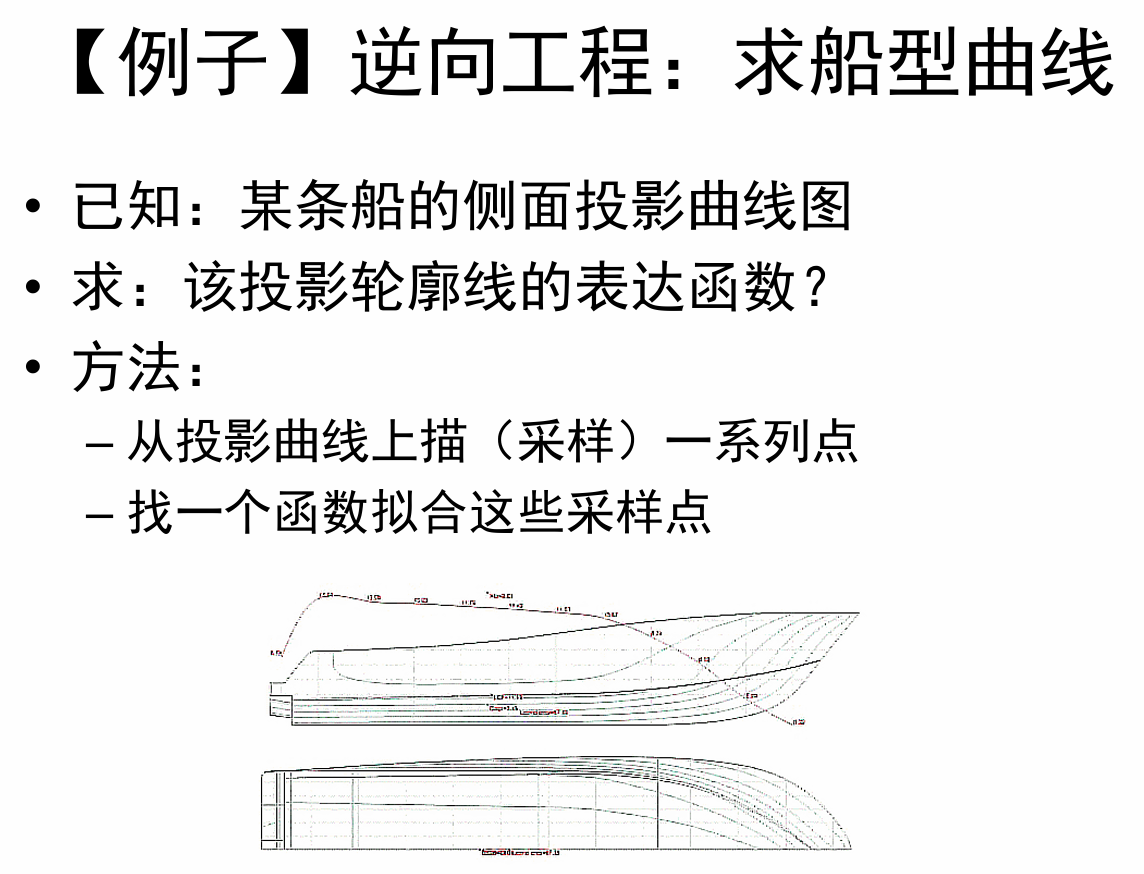 【例子】逆向工程：求船型曲线
• 已知：某条船的侧面投影曲线图
• 求：该投影轮廓线的表达函数？
• 方法：
– 从投影曲线上描（采样）一系列点
– 找一个函数拟合这些采样点